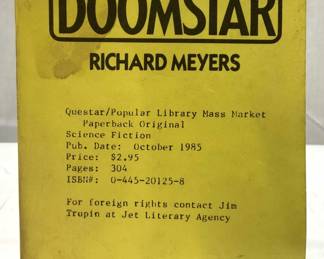 DOOMSTAR
RICHARD MEYERS
Questar/Popular Library Mass Market
Paperback Original
Science Fiction
Pub. Date: October 1985
Price: $2.95
Pages: 304
ISBN#: 0-445-20125-8
For foreign rights contact Jim
Trupin at Jet Literary Agency